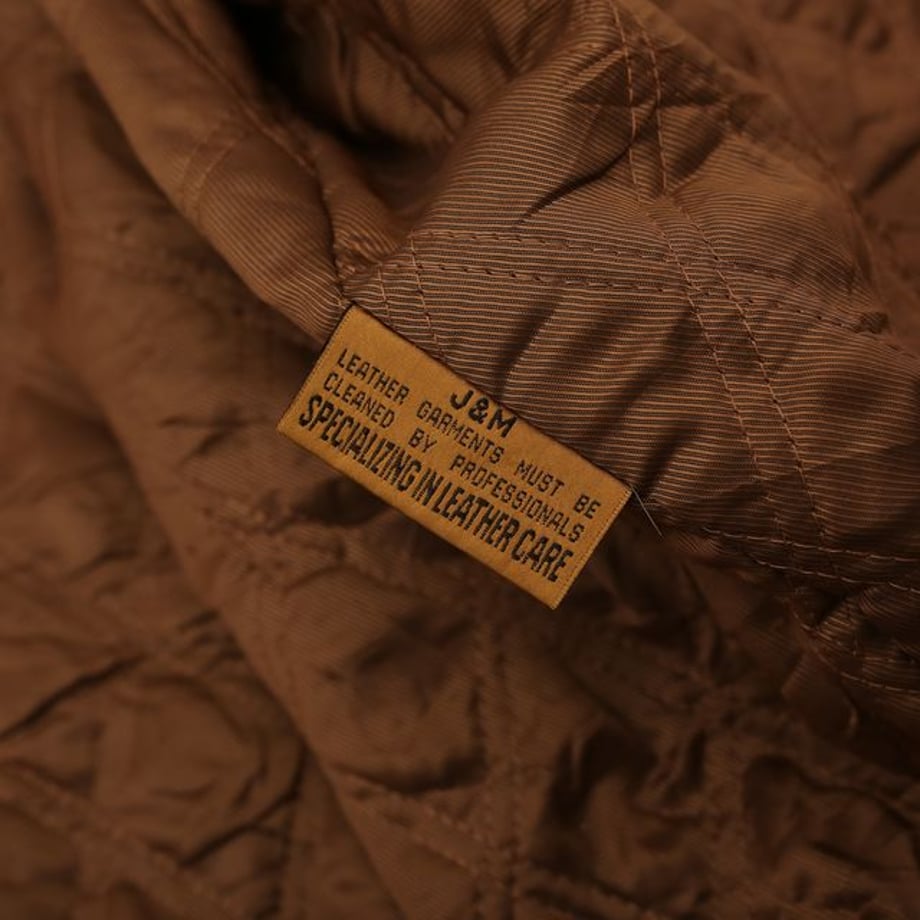 J&M
LEATHER GARMENTS MUST BE
CLEANED BY PROFESSIONALS
SPECIALIZING IN LEATHER CARE